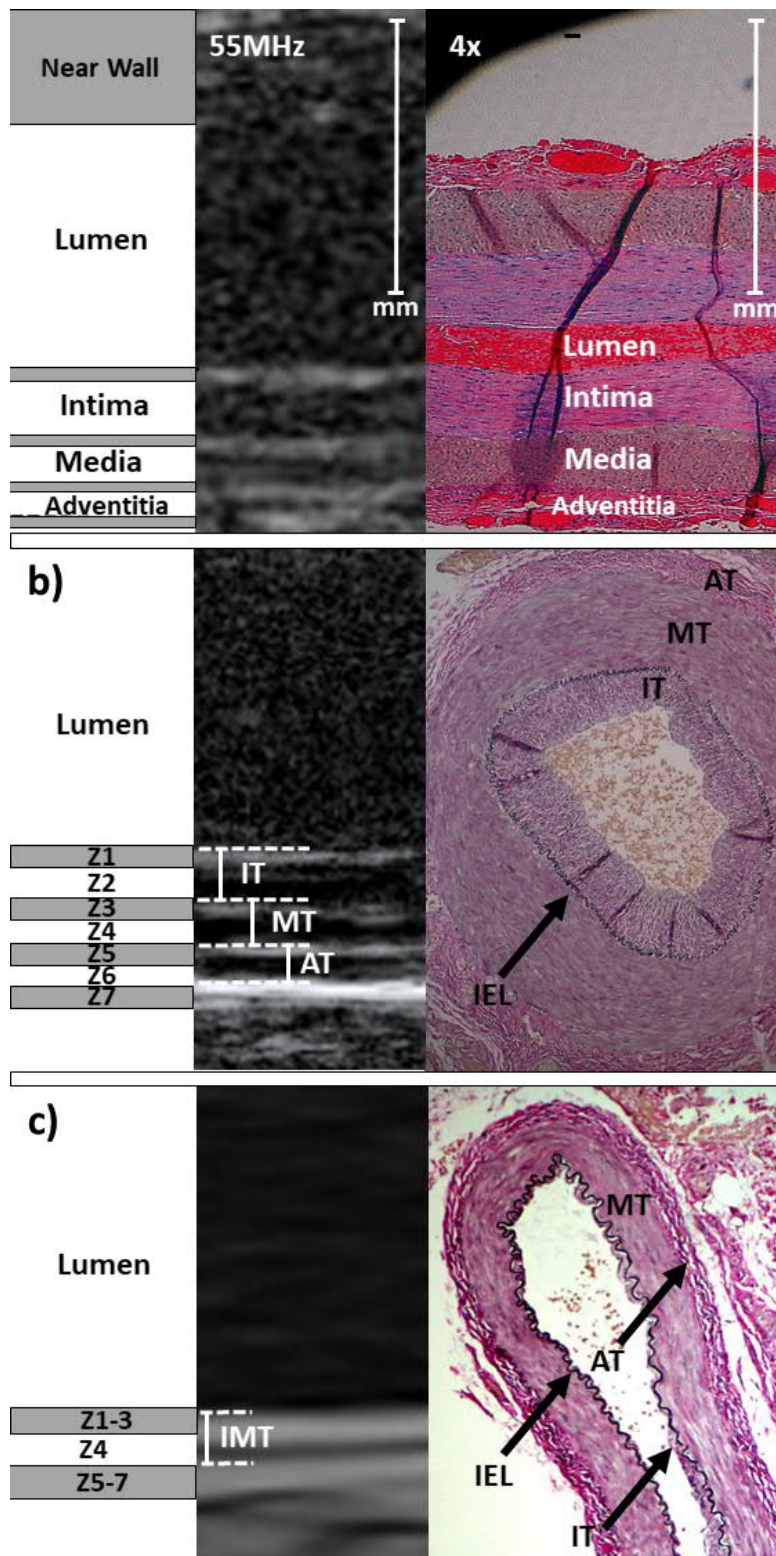 Near Wall
55MHz
4x
Lumen
mm
mm
Lumen
Intima
Intima
Media
Media
Adventitia
Adventitia
b)
AT
MT
IT
Lumen
Z1
IT
Z2
Z3
MT
Z4
Z5
AT
Z6
Z7
IEL
c)
MT
Lumen
AT
Z1-3
IMT
Z4
IEL
Z5-7
IT